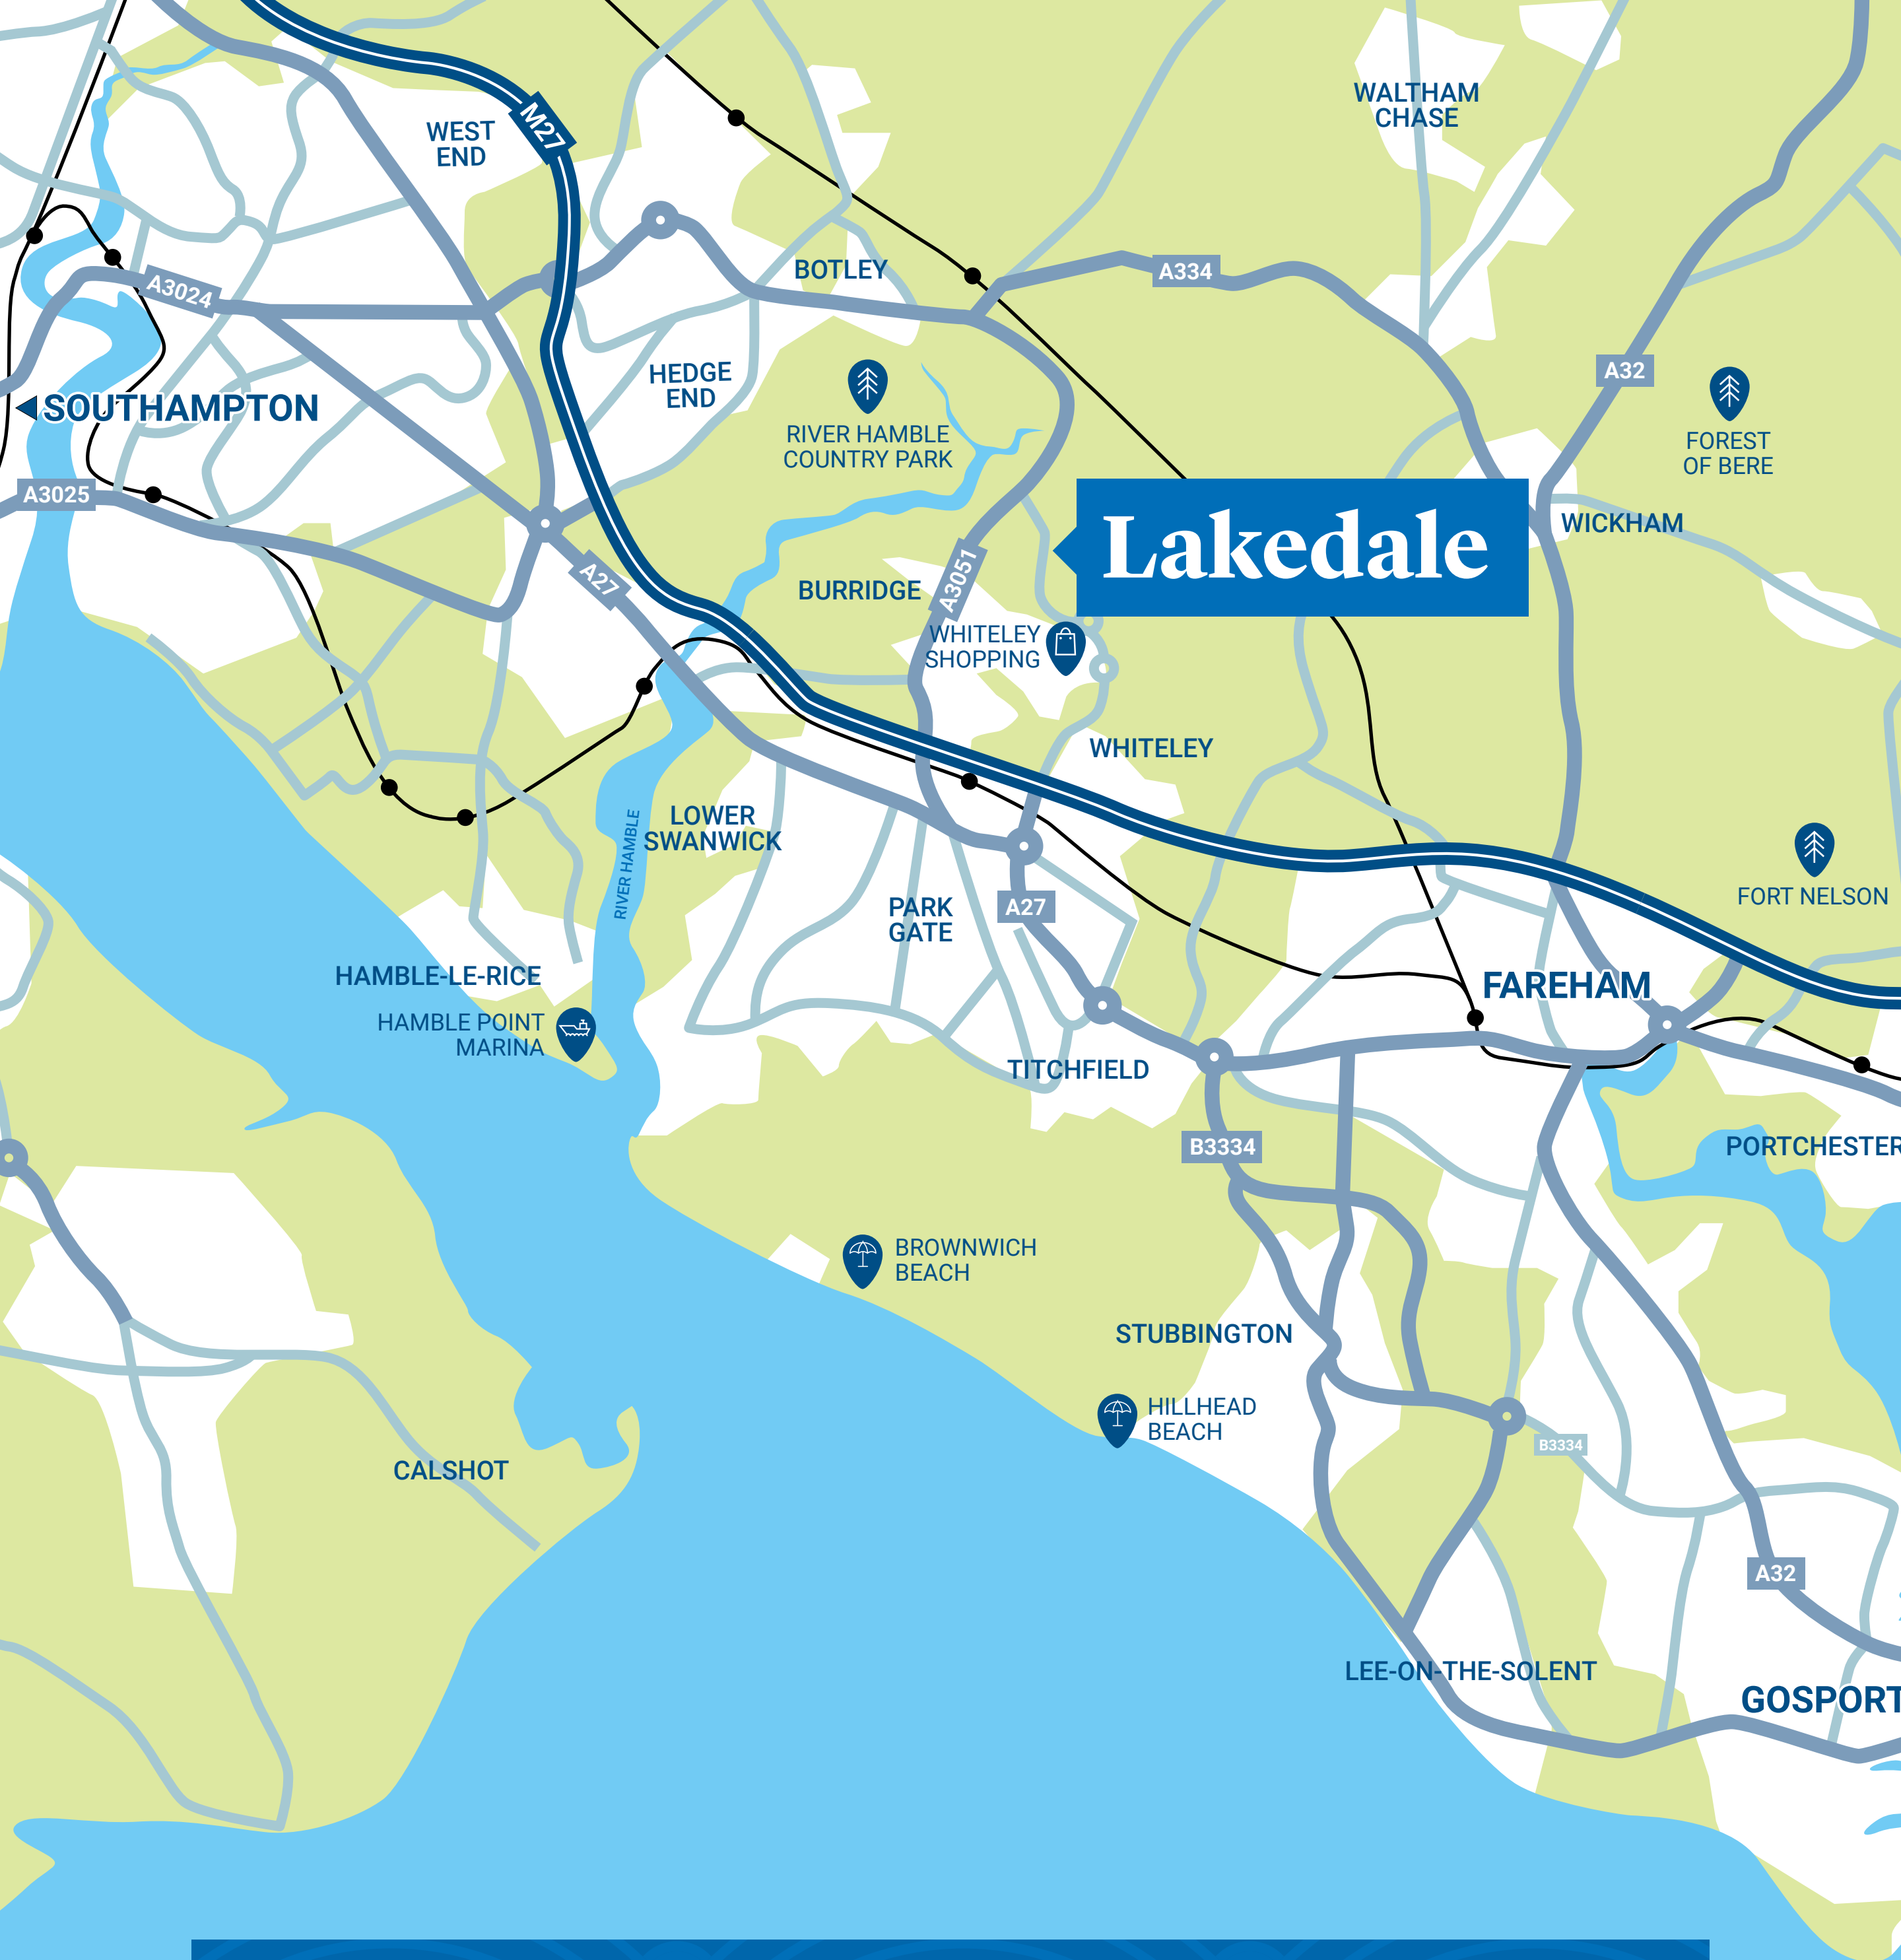 WALTHAM
CHASE
WEST
END
M27
BOTLEY
A334
A3024
HEDGE
END
A32
SOUTHAMPTON
RIVER HAMBLE
COUNTRY PARK
FOREST
OF BERE
A3025
WICKHAM
Lakedale
A27
BURRIDGE
A3051
WHITELEY
SHOPPING
WHITELEY
LOWER
SWANWICK
RIVER HAMBLE
PARK
GATE
A27
FORT NELSON
HAMBLE-LE-RICE
FAREHAM
HAMBLE POINT
MARINA
TITCHFIELD
B3334
PORTCHESTER
BROWNWICH
BEACH
STUBBINGTON
HILLHEAD
BEACH
B3334
CALSHOT
A32
LEE-ON-THE-SOLENT
GOSPORT